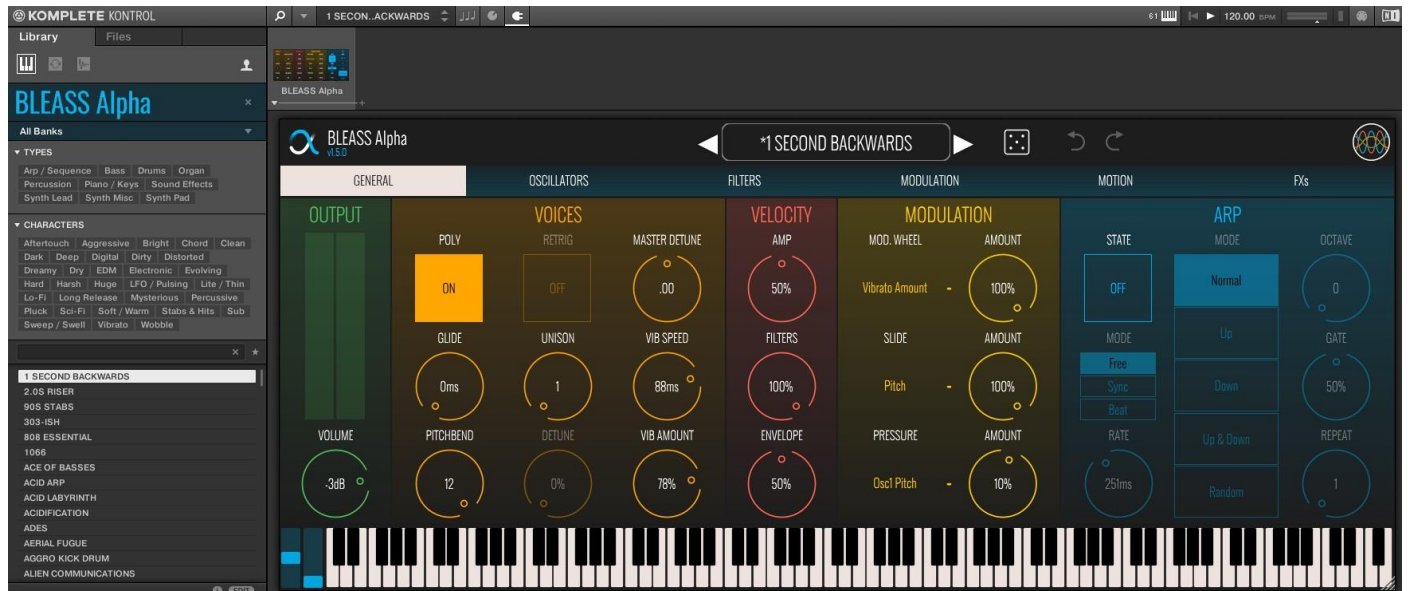 KOMPLETE KONTROL
1 SECON..ACKWARDS
61
120.00 BPM
Library
Files
BLEASS Alpha
All Banks
TYPES
Arp / Sequence Bass Drums Organ
Percussion Piano / Keys Sound Effects
Synth Lead Synth Misc Synth Pad
CHARACTERS
Aftertouch Aggressive Bright Chord Clean
Dark Deep Digital Dirty Distorted
Dreamy Dry EDM Electronic Evolving
Hard Harsh Huge LFO / Pulsing Lite / Thin
Lo-Fi Long Release Mysterious Percussive
Pluck Sci-Fi Soft / Warm Stabs & Hits Sub
Sweep / Swell Vibrato Wobble
1 SECOND BACKWARDS
2.0S RISER
90S STABS
303-ISH
808 ESSENTIAL
1066
ACE OF BASSES
ACID ARP
ACID LABYRINTH
ACIDIFICATION
ADES
AERIAL FUGUE
AGGRO KICK DRUM
ALIEN COMMUNICATIONS
EDIT
BLEASS Alpha
BLEASS Alpha
v1.5.0
*1 SECOND BACKWARDS
GENERAL OSCILLATORS FILTERS MODULATION MOTION FXs
OUTPUT
VOLUME
-3dB
VOICES
POLY RETRIG MASTER DETUNE
ON OFF .00
GLIDE UNISON VIB SPEED
0ms 1 88ms
PITCHBEND DETUNE VIB AMOUNT
12 0% 78%
VELOCITY
AMP
50%
FILTERS
100%
ENVELOPE
50%
MODULATION
MOD. WHEEL AMOUNT
Vibrato Amount - 100%
SLIDE AMOUNT
Pitch - 100%
PRESSURE AMOUNT
Osc1 Pitch - 10%
ARP
STATE MODE OCTAVE
OFF Normal 0
Up
MODE GATE
Free
Sync Down 50%
Beat
RATE Up & Down REPEAT
251ms Random 1